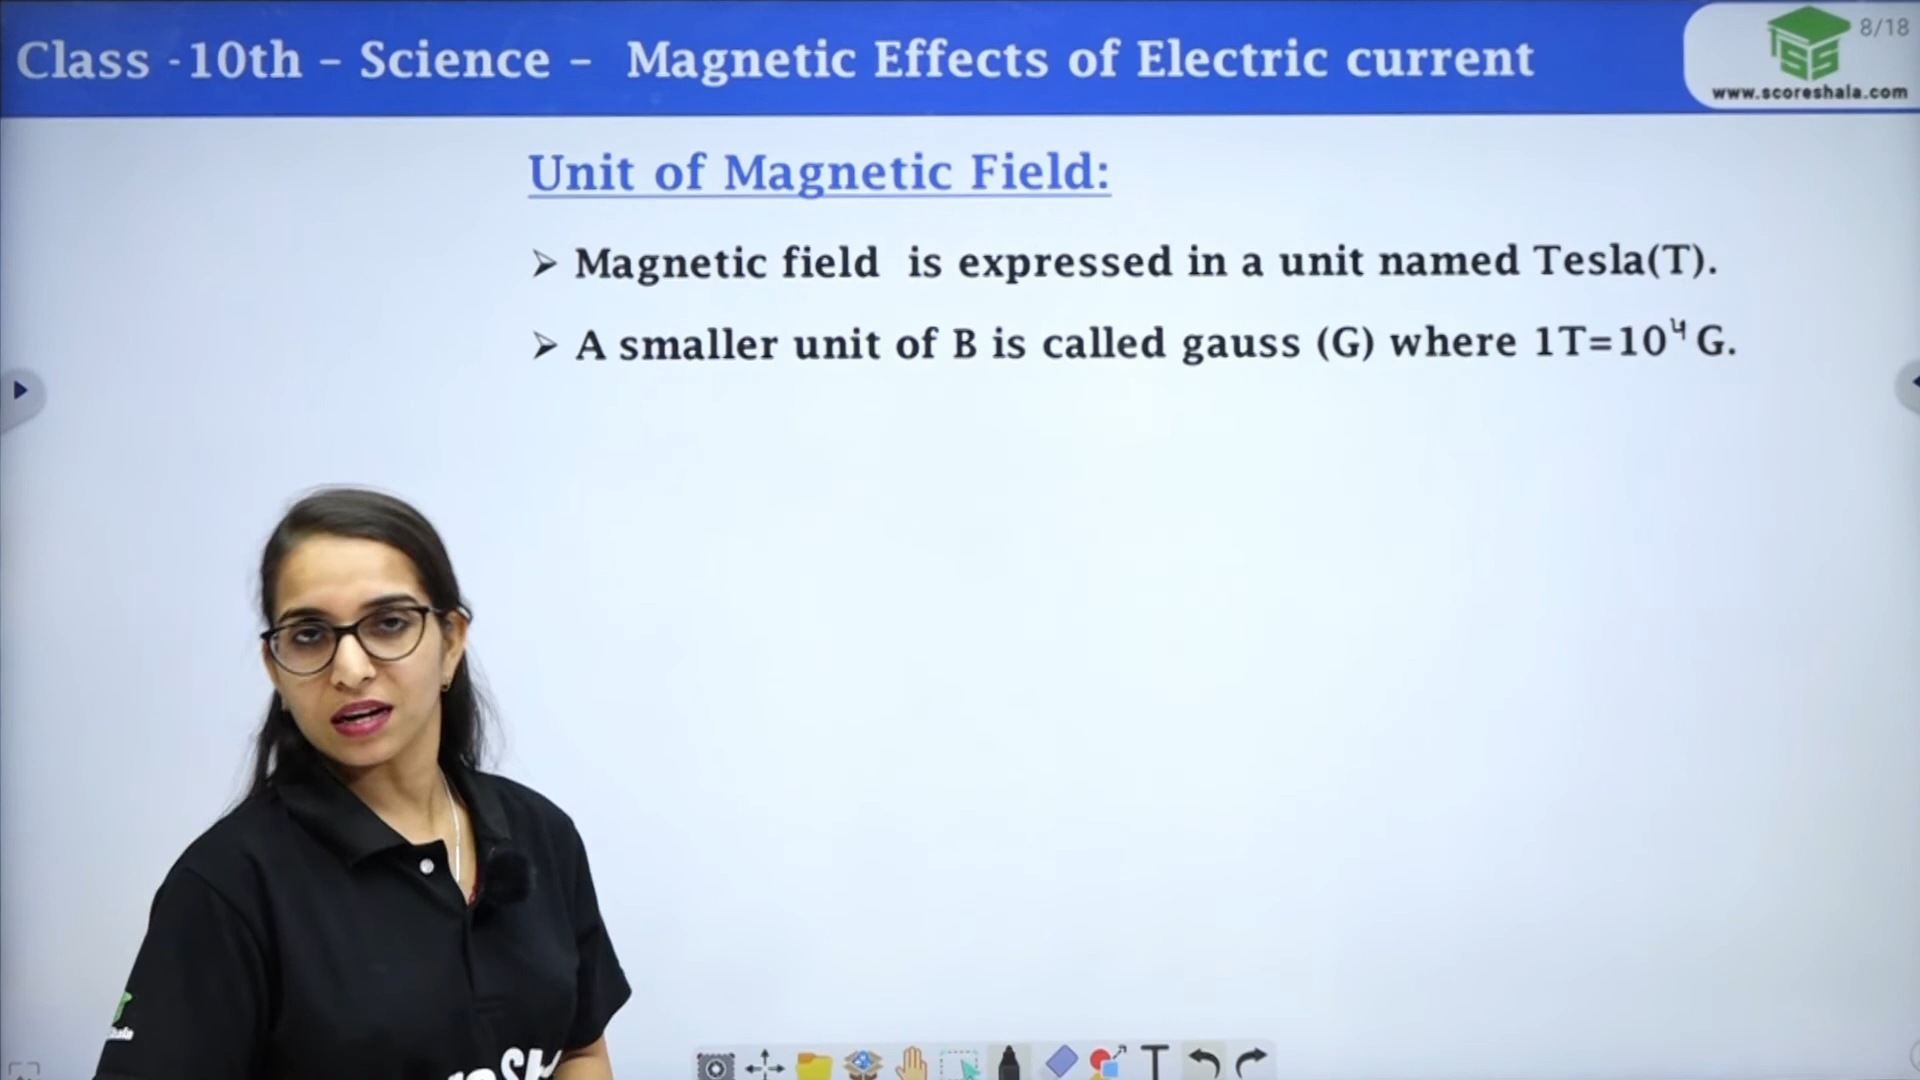 Class -10th – Science – Magnetic Effects of Electric current
8/18
www.scoreshala.com
Unit of Magnetic Field:
➢ Magnetic field is expressed in a unit named Tesla(T).
➢ A smaller unit of B is called gauss (G) where 1T=10⁴ G.